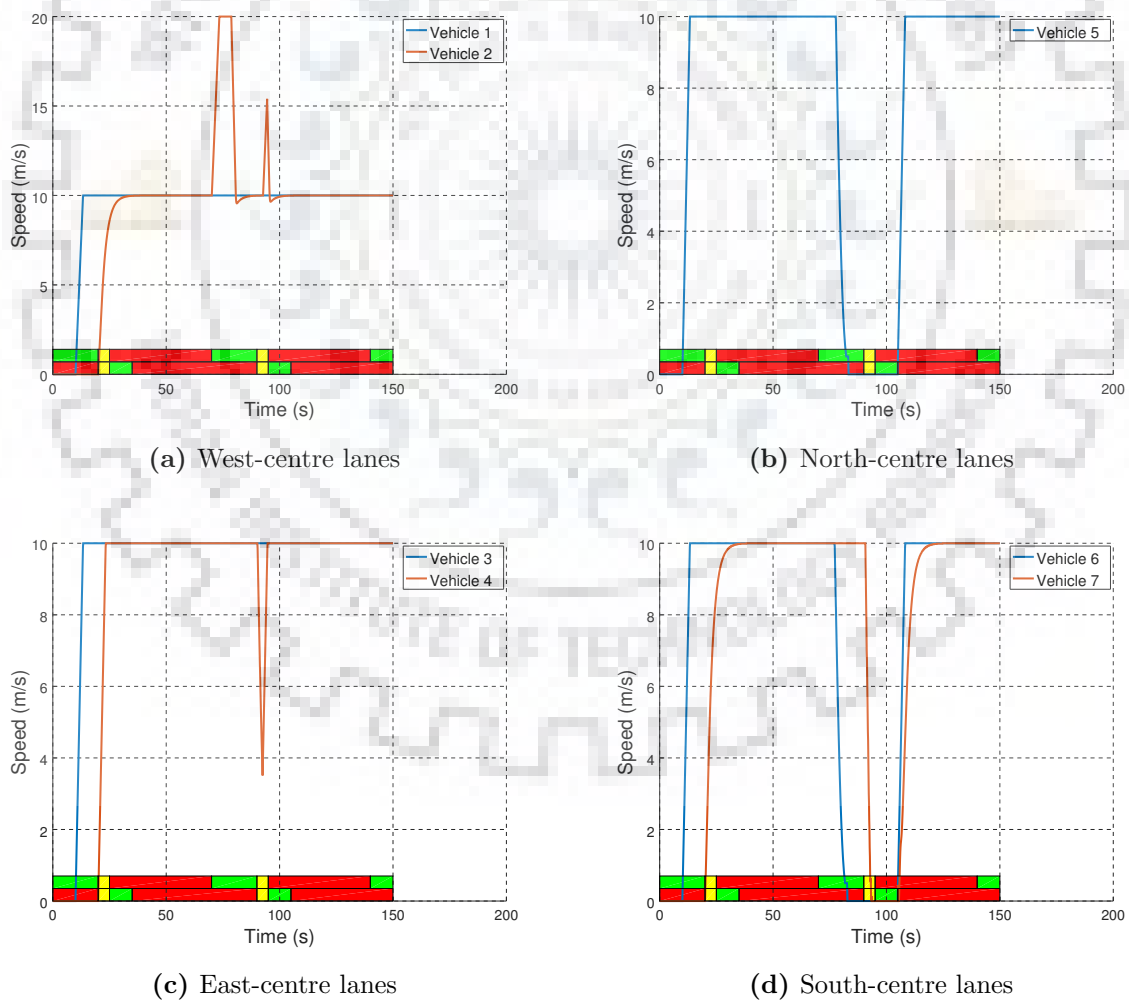 20
15
10
5
0
Speed (m/s)
Vehicle 1
Vehicle 2
0 50 100 150 200
Time (s)
(a) West-centre lanes
10
8
6
4
2
0
Speed (m/s)
Vehicle 5
0 50 100 150 200
Time (s)
(b) North-centre lanes
10
8
6
4
2
0
Speed (m/s)
Vehicle 3
Vehicle 4
0 50 100 150 200
Time (s)
(c) East-centre lanes
10
8
6
4
2
0
Speed (m/s)
Vehicle 6
Vehicle 7
0 50 100 150 200
Time (s)
(d) South-centre lanes